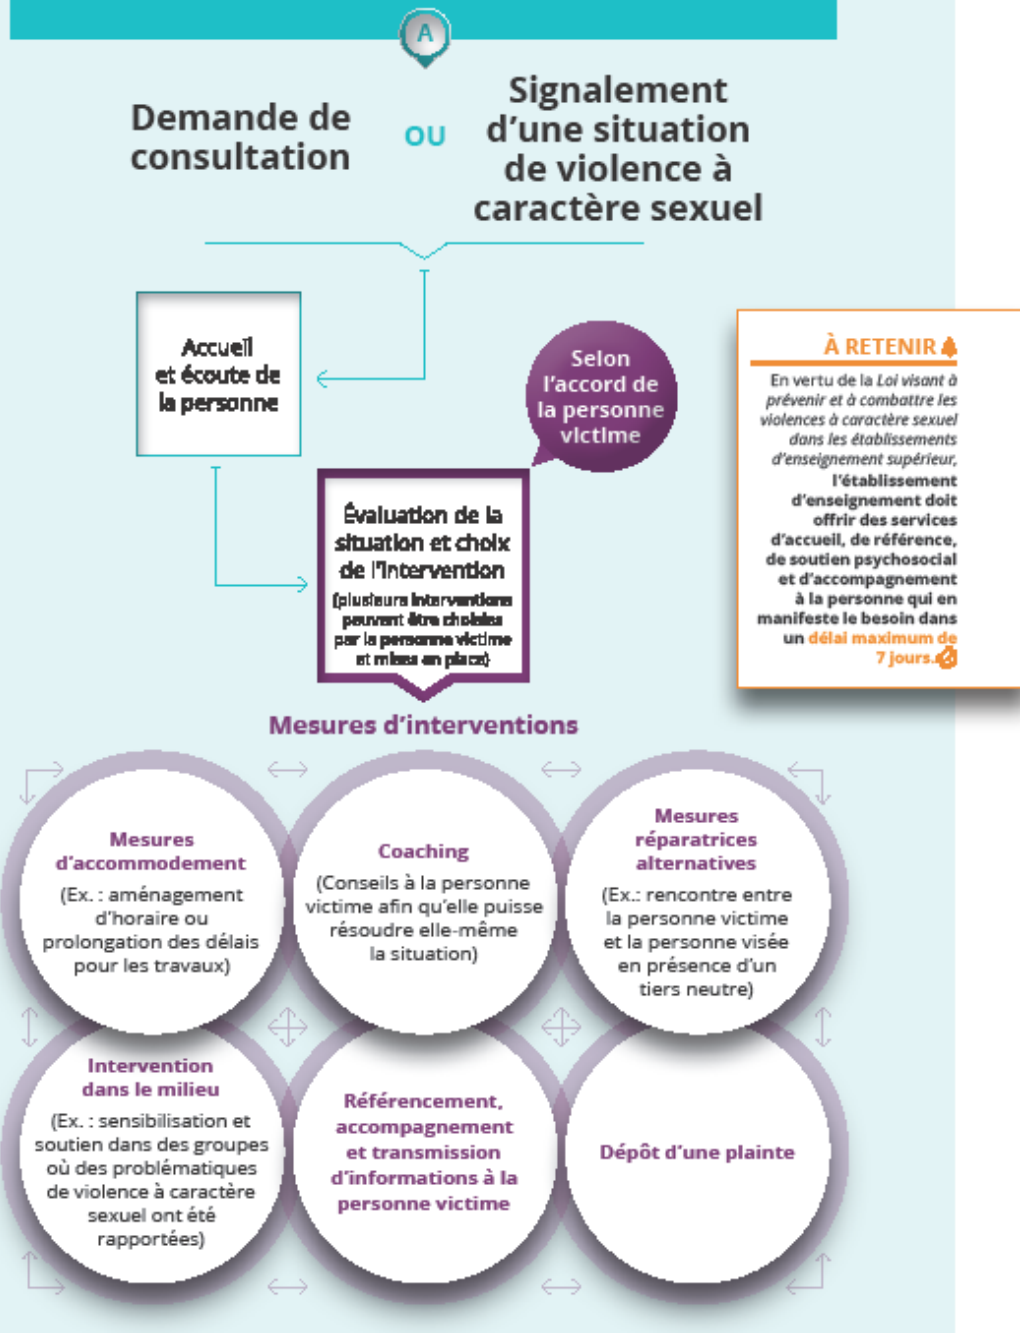 A
Demande de
consultation
OU
Signalement
d'une situation
de violence à
caractère sexuel
Accueil
et écoute de
la personne
Selon
l'accord de
la personne
victime
À RETENIR
En vertu de la Loi visant à
prévenir et à combattre les
violences à caractère sexuel
dans les établissements
d'enseignement supérieur,
l'établissement
d'enseignement doit
offrir des services
d'accueil, de référence,
de soutien psychosocial
et d'accompagnement
à la personne qui en
manifeste le besoin dans
un délai maximum de
7 jours.
Évaluation de la
situation et choix
de l'intervention
(plusieurs interventions
peuvent être choisies
par la personne victime
et mises en place)
Mesures d'interventions
Mesures
d'accommodement
(Ex. : aménagement
d'horaire ou
prolongation des délais
pour les travaux)
Coaching
(Conseils à la personne
victime afin qu'elle puisse
résoudre elle-même
la situation)
Mesures
réparatrices
alternatives
(Ex.: rencontre entre
la personne victime
et la personne visée
en présence d'un
tiers neutre)
Intervention
dans le milieu
(Ex. : sensibilisation et
soutien dans des groupes
où des problématiques
de violence à caractère
sexuel ont été
rapportées)
Référencement,
accompagnement
et transmission
d'informations à la
personne victime
Dépôt d'une plainte